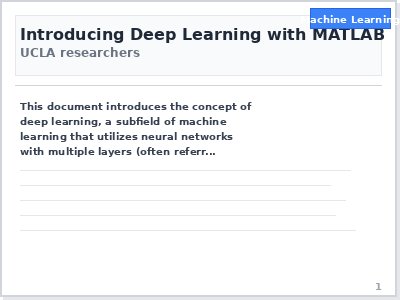 Machine Learning
Introducing Deep Learning with MATLAB
UCLA researchers
This document introduces the concept of
deep learning, a subfield of machine
learning that utilizes neural networks
with multiple layers (often referr...
1